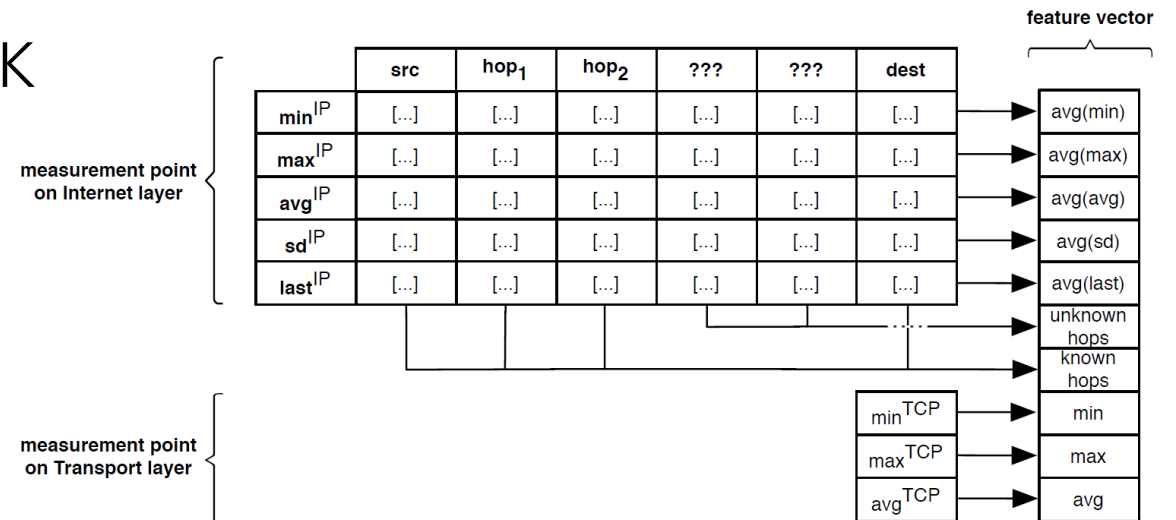 feature vector
K
src hop1 hop2 ??? ??? dest
minIP [...] [...] [...] [...] [...] [...] avg(min)
maxIP [...] [...] [...] [...] [...] [...] avg(max)
measurement point
on Internet layer
avgIP [...] [...] [...] [...] [...] [...] avg(avg)
sdIP [...] [...] [...] [...] [...] [...] avg(sd)
lastIP [...] [...] [...] [...] [...] [...] avg(last)
unknown
hops
known
hops
minTCP min
measurement point
on Transport layer
maxTCP max
avgTCP avg